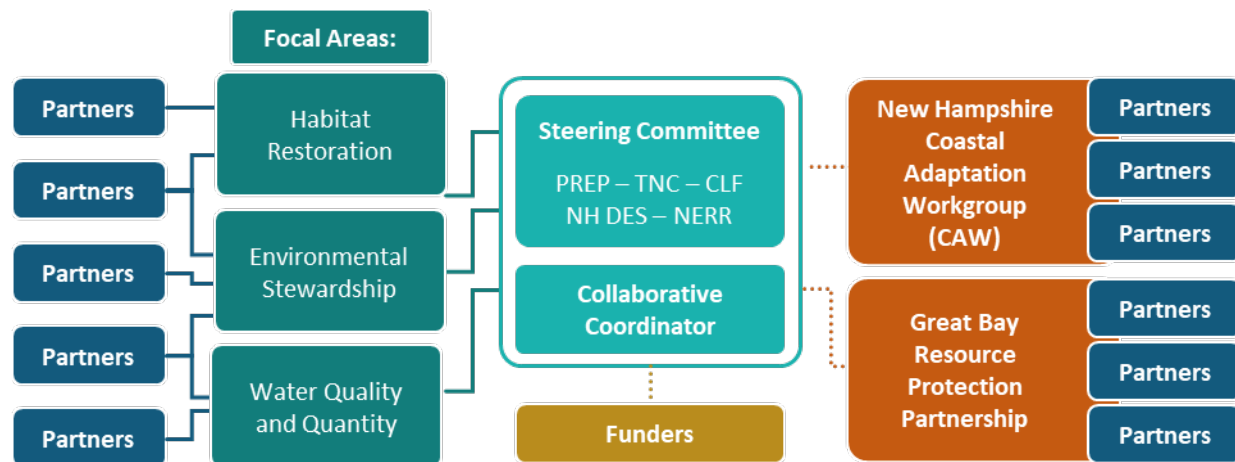 Focal Areas:
Partners
Partners
Partners
Partners
Partners
Habitat
Restoration
Environmental
Stewardship
Water Quality
and Quantity
Steering Committee
PREP – TNC – CLF
NH DES – NERR
Collaborative
Coordinator
Funders
New Hampshire
Coastal
Adaptation
Workgroup
(CAW)
Partners
Partners
Partners
Great Bay
Resource
Protection
Partnership
Partners
Partners
Partners